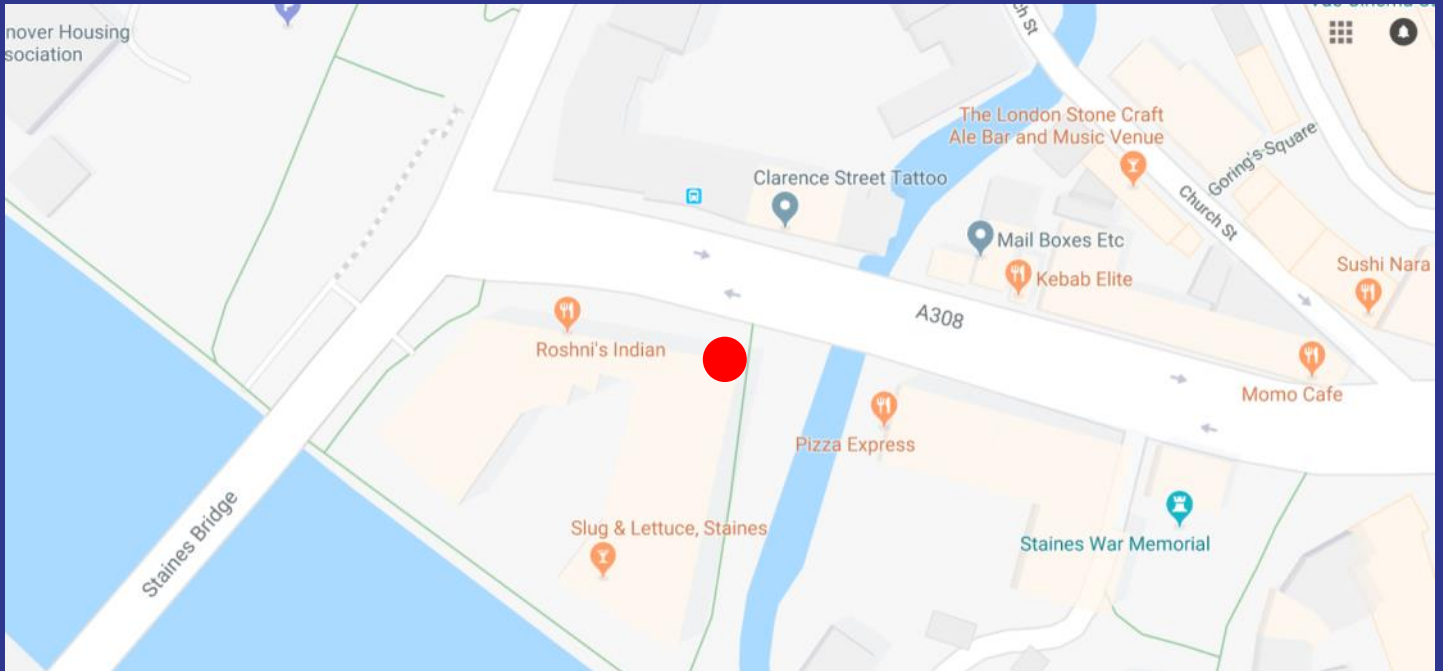 nover Housing
sociation
ch St
The London Stone Craft
Ale Bar and Music Venue
Goring's-Square
Clarence Street Tattoo
Church St
Mail Boxes Etc
Kebab Elite
Sushi Nara
A308
Roshni's Indian
Momo Cafe
Pizza Express
Staines Bridge
Slug & Lettuce, Staines
Staines War Memorial